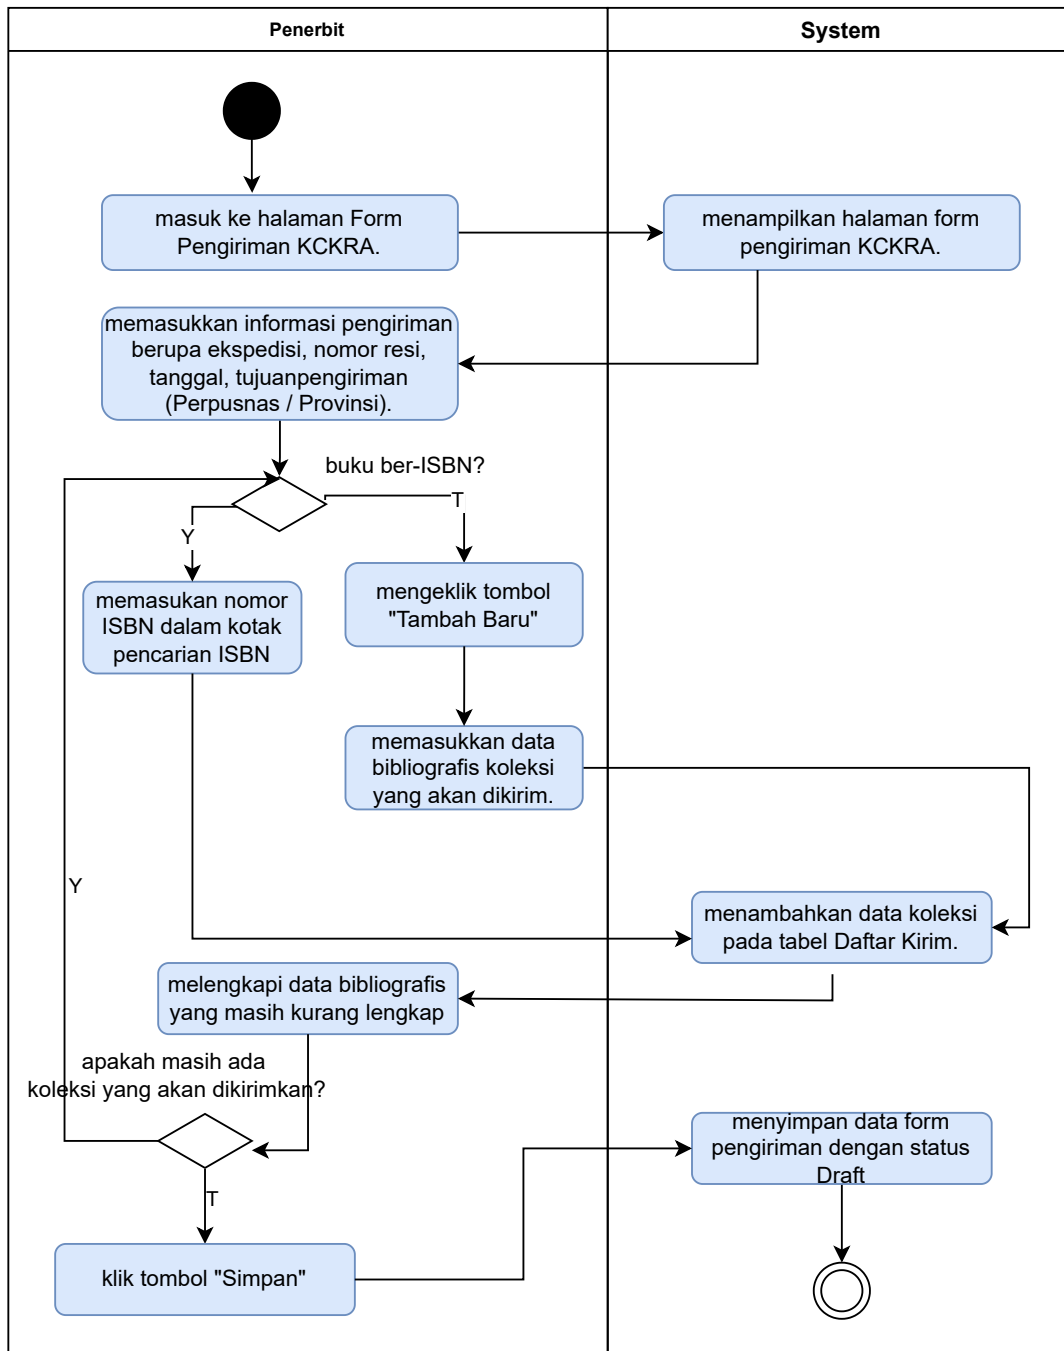 Penerbit
System
masuk ke halaman Form
Pengiriman KCKRA.
menampilkan halaman form
pengiriman KCKRA.
memasukkan informasi pengiriman
berupa ekspedisi, nomor resi,
tanggal, tujuanpengiriman
(Perpusnas / Provinsi).
buku ber-ISBN?
T
Y
mengeklik tombol
"Tambah Baru"
memasukan nomor
ISBN dalam kotak
pencarian ISBN
memasukkan data
bibliografis koleksi
yang akan dikirim.
Y
menambahkan data koleksi
pada tabel Daftar Kirim.
melengkapi data bibliografis
yang masih kurang lengkap
apakah masih ada
koleksi yang akan dikirimkan?
menyimpan data form
pengiriman dengan status
Draft
T
klik tombol "Simpan"